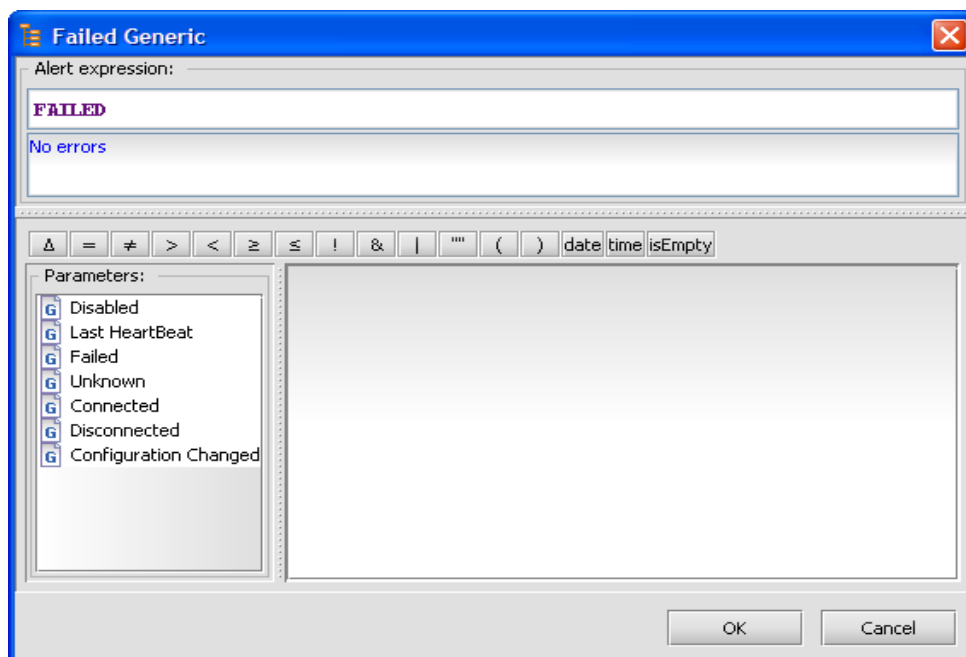 Failed Generic
Alert expression:
FAILED
No errors
Δ = ≠ > < ≥ ≤ ! & | "" ( ) date time isEmpty
Parameters:
G Disabled
G Last HeartBeat
G Failed
G Unknown
G Connected
G Disconnected
G Configuration Changed
OK Cancel